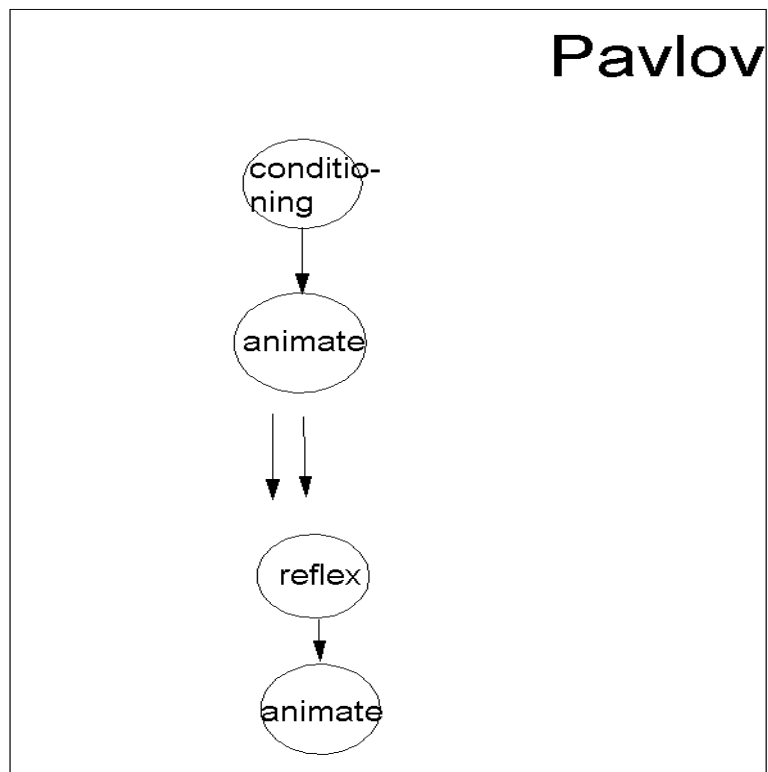 Pavlov
conditio-
ning
animate
reflex
animate